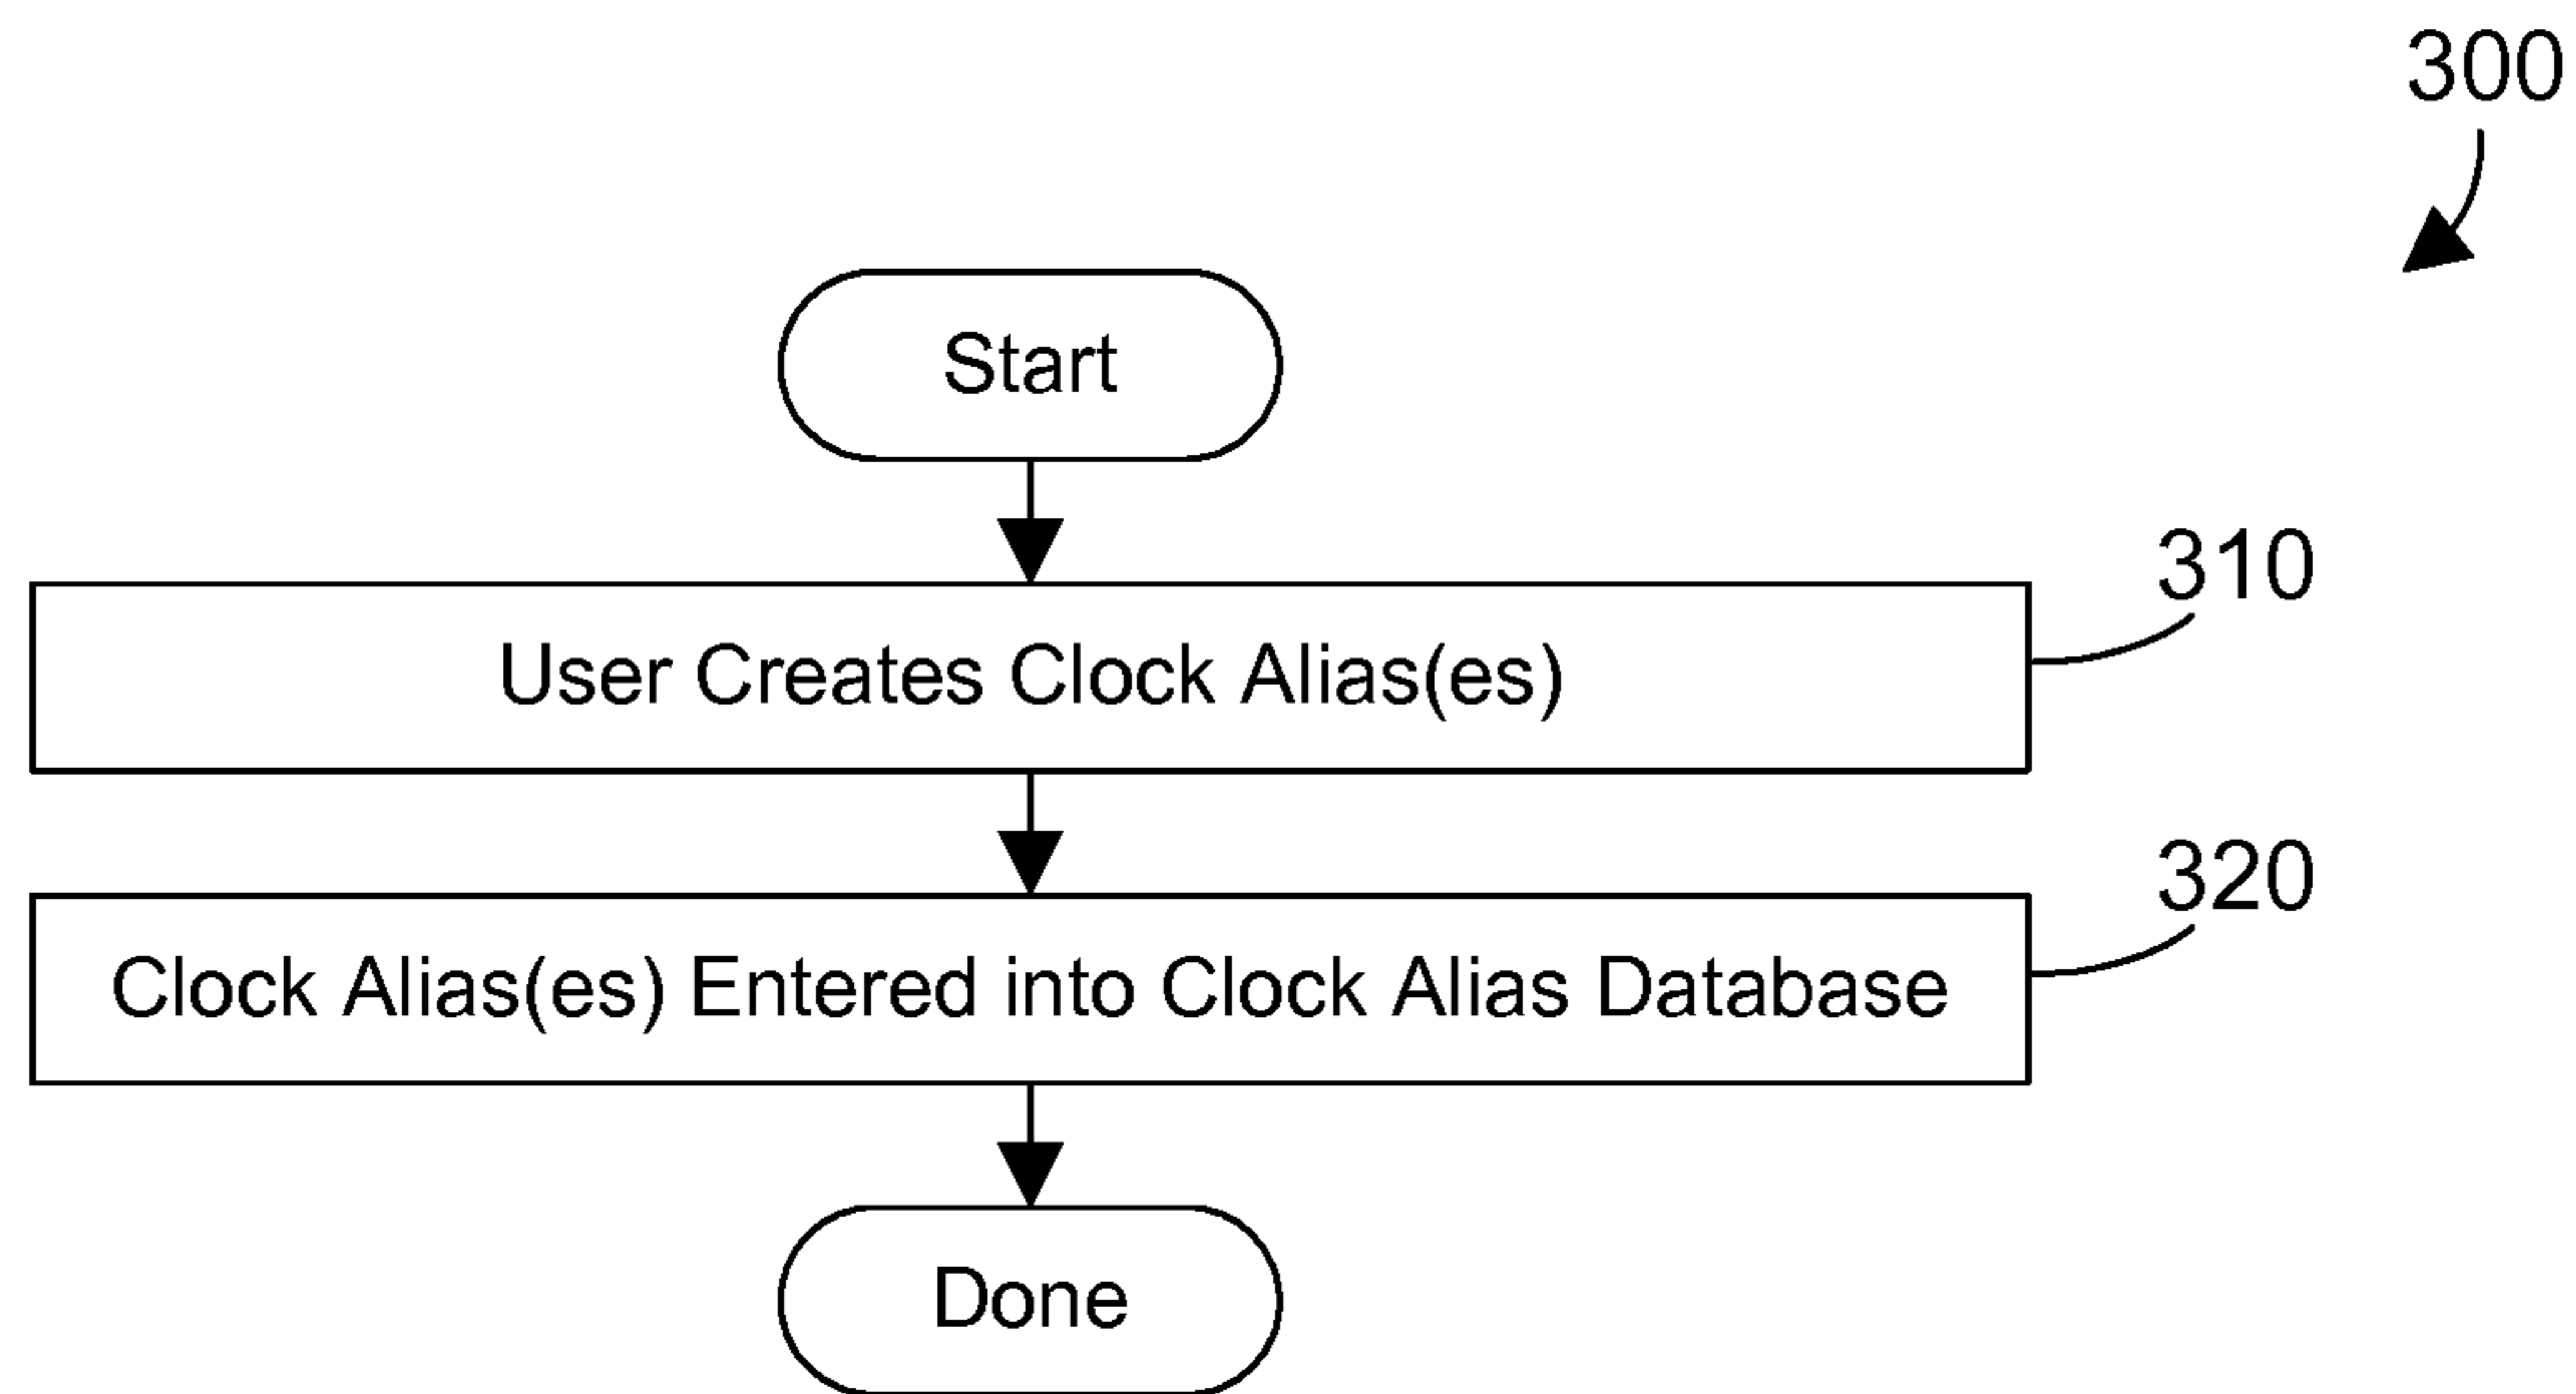 300
Start
310
User Creates Clock Alias(es)
320
Clock Alias(es) Entered into Clock Alias Database
Done